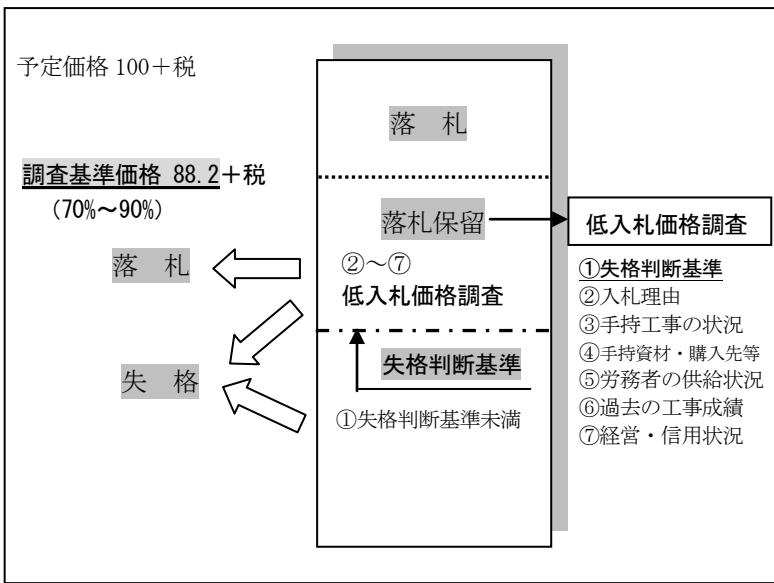 予定価格 100＋税
落　札
調査基準価格 88.2＋税
（70%～90%）
落札保留
低入札価格調査
落　札
②～⑦
低入札価格調査
①失格判断基準
②入札理由
③手持工事の状況
④手持資材・購入先等
⑤労務者の供給状況
⑥過去の工事成績
⑦経営・信用状況
失　格
失格判断基準
①失格判断基準未満